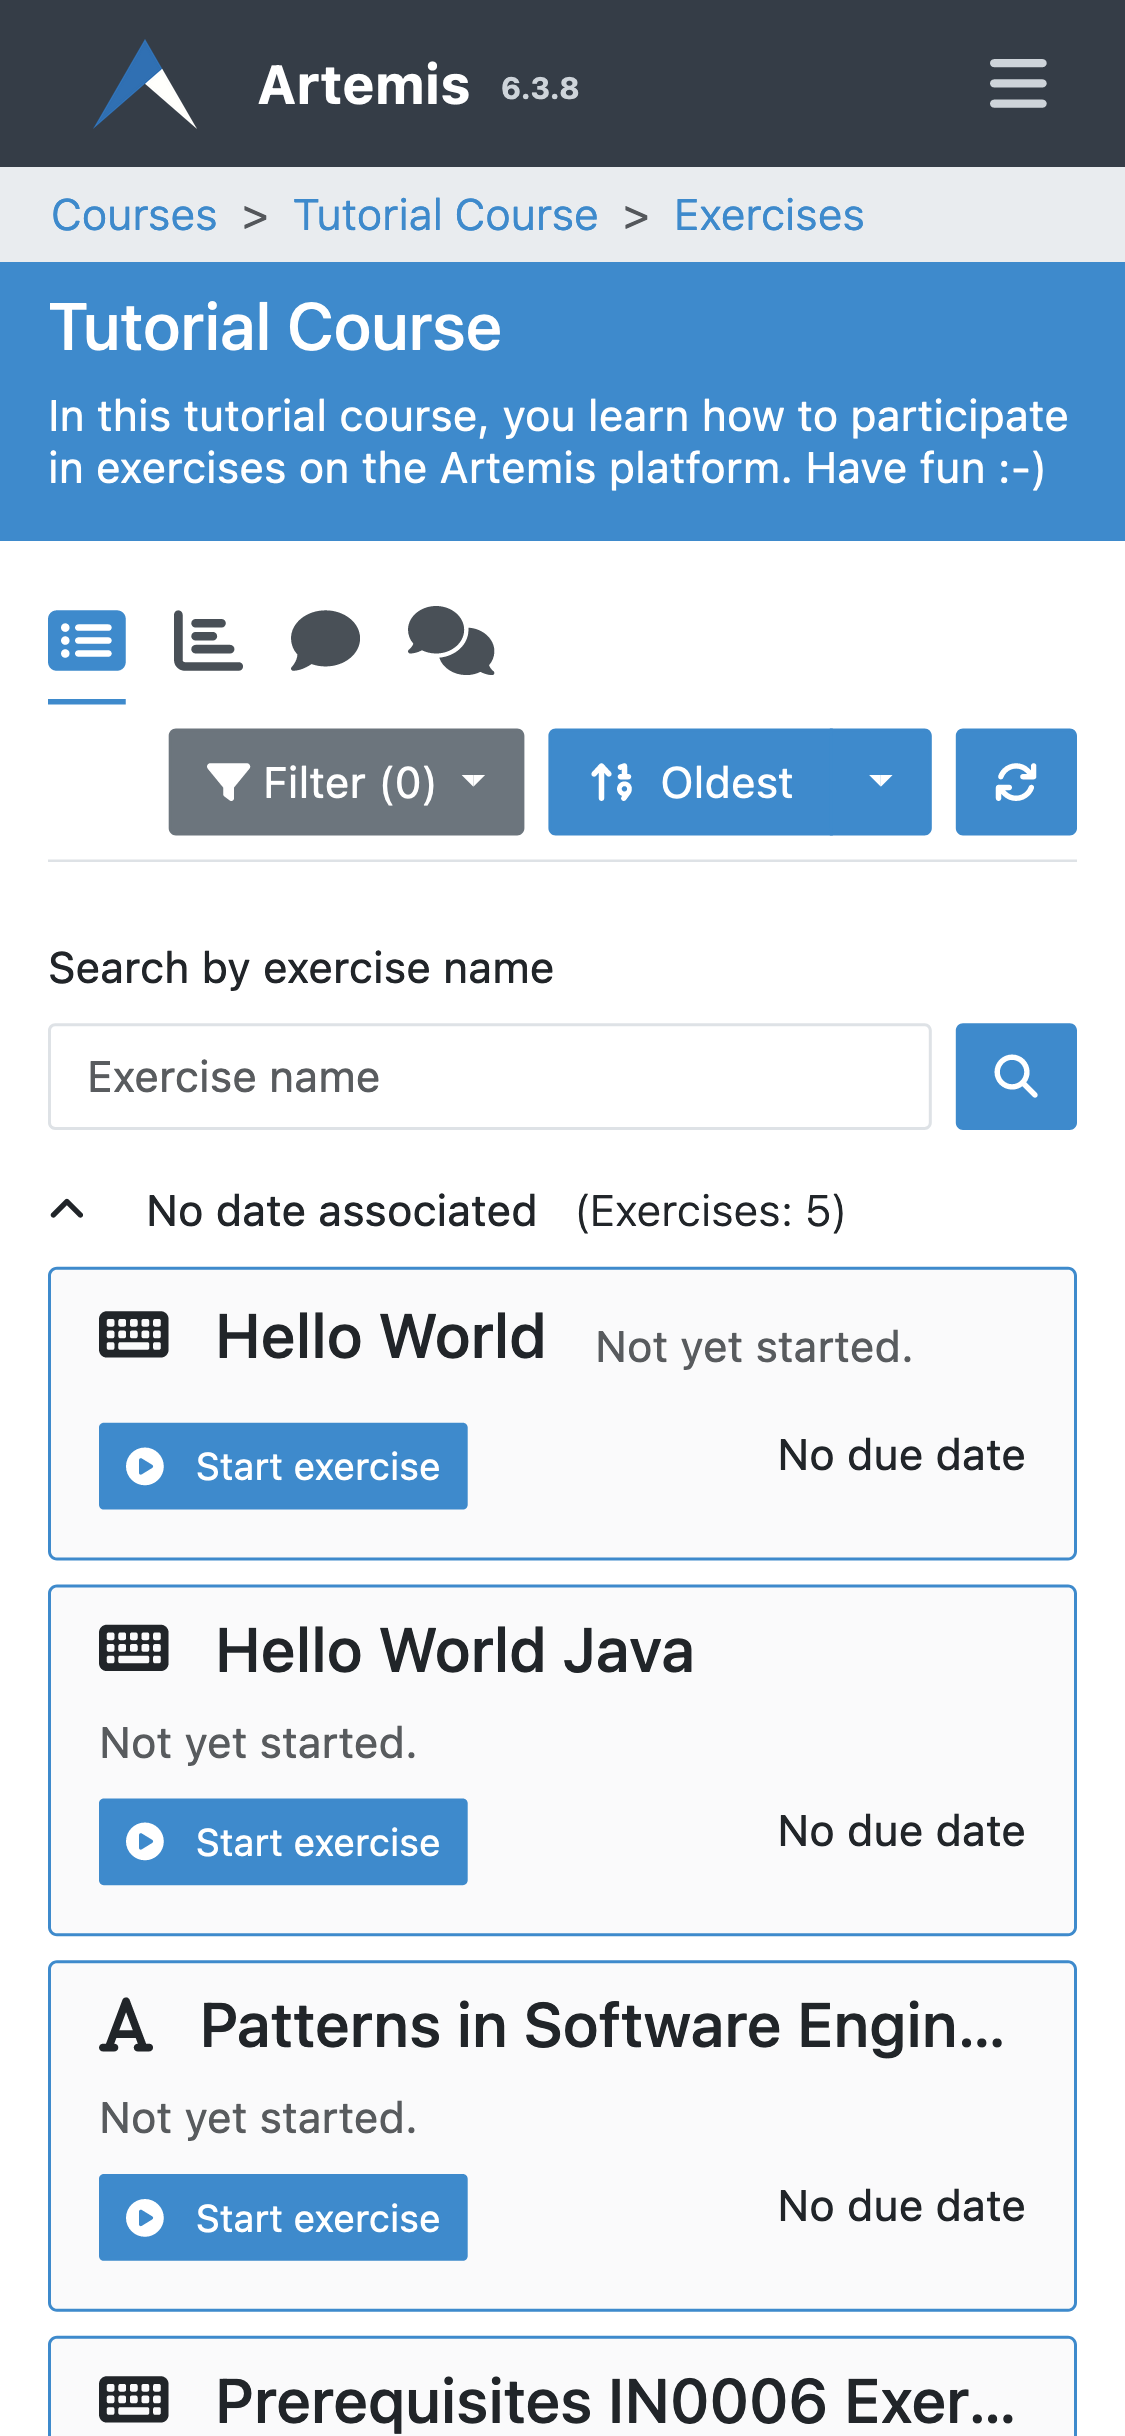 Artemis 6.3.8
Courses > Tutorial Course > Exercises
Tutorial Course
In this tutorial course, you learn how to participate
in exercises on the Artemis platform. Have fun :-)
Filter (0)
Oldest
Search by exercise name
Exercise name
No date associated (Exercises: 5)
Hello World Not yet started.
Start exercise
No due date
Hello World Java
Not yet started.
Start exercise
No due date
Patterns in Software Engin...
Not yet started.
Start exercise
No due date
Prerequisites IN0006 Exer...